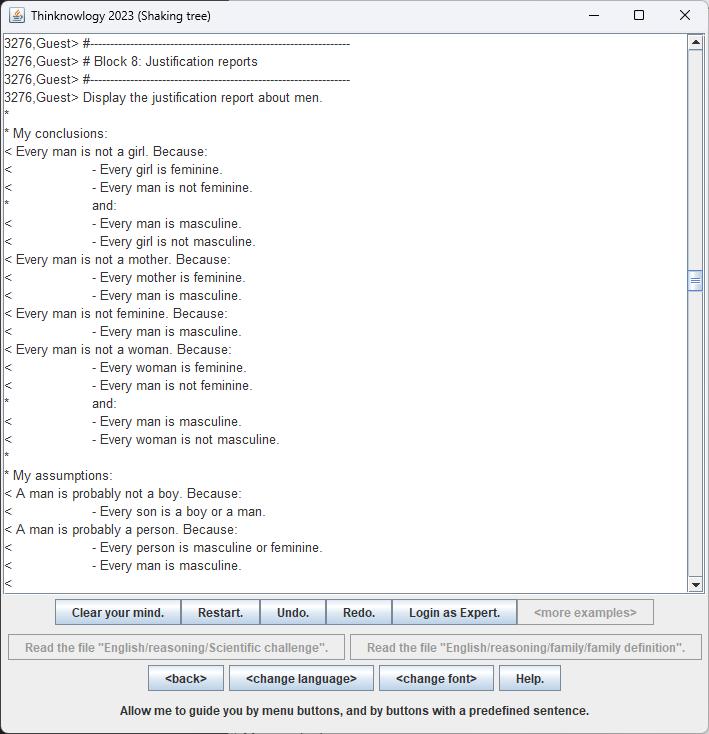 Thinknowlogy 2023 (Shaking tree)
3276,Guest> #-----------------------------------------------------------------
3276,Guest> # Block 8: Justification reports
3276,Guest> #-----------------------------------------------------------------
3276,Guest> Display the justification report about men.
*
* My conclusions:
< Every man is not a girl. Because:
< - Every girl is feminine.
< - Every man is not feminine.
* and:
< - Every man is masculine.
< - Every girl is not masculine.
< Every man is not a mother. Because:
< - Every mother is feminine.
< - Every man is masculine.
< Every man is not feminine. Because:
< - Every man is masculine.
< Every man is not a woman. Because:
< - Every woman is feminine.
< - Every man is not feminine.
* and:
< - Every man is masculine.
< - Every woman is not masculine.
*
* My assumptions:
< A man is probably not a boy. Because:
< - Every son is a boy or a man.
< A man is probably a person. Because:
< - Every person is masculine or feminine.
< - Every man is masculine.
<
Clear your mind. Restart. Undo. Redo. Login as Expert. <more examples>
Read the file "English/reasoning/Scientific challenge". Read the file "English/reasoning/family/family definition".
<back> <change language> <change font> Help.
Allow me to guide you by menu buttons, and by buttons with a predefined sentence.